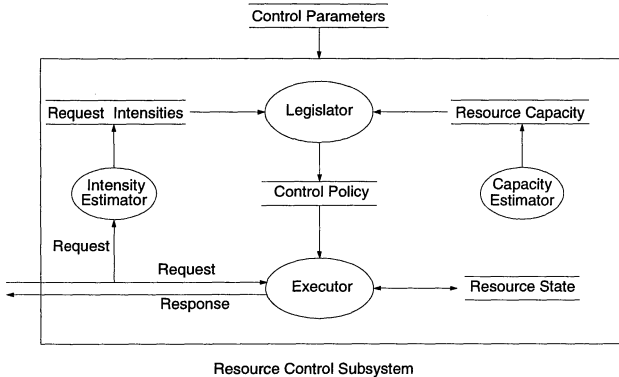 Control Parameters
Request Intensities
Legislator
Resource Capacity
Intensity
Estimator
Control Policy
Capacity
Estimator
Request
Request
Response
Executor
Resource State
Resource Control Subsystem